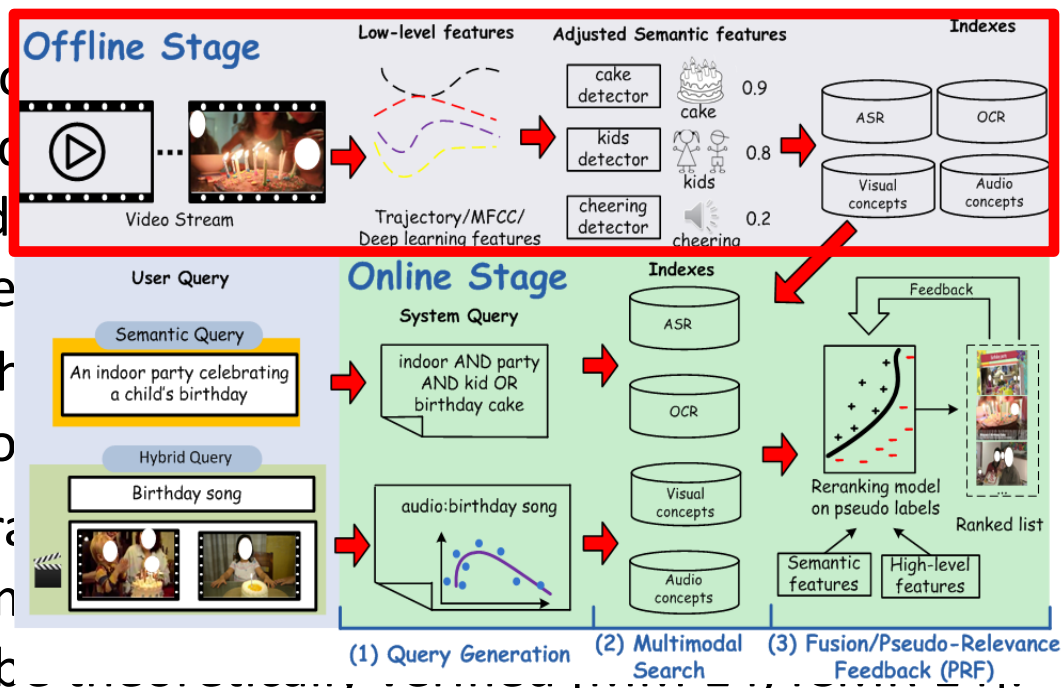 Offline Stage
Low-level features
Adjusted Semantic features
Indexes
cake
detector
cake
0.9
kids
detector
kids
0.8
cheering
detector
cheering
0.2
ASR
OCR
Visual
concepts
Audio
concepts
Video Stream
Trajectory/MFCC/
Deep learning features
User Query
Online Stage
Indexes
System Query
Semantic Query
An indoor party celebrating
a child's birthday
indoor AND party
AND kid OR
birthday cake
Hybrid Query
Birthday song
audio:birthday song
ASR
OCR
Visual
concepts
Audio
concepts
Feedback
Reranking model
on pseudo labels
Ranked list
...
Semantic
features
High-level
features
(1) Query Generation
(2) Multimodal
Search
(3) Fusion/Pseudo-Relevance
Feedback (PRF)
theoretically verified